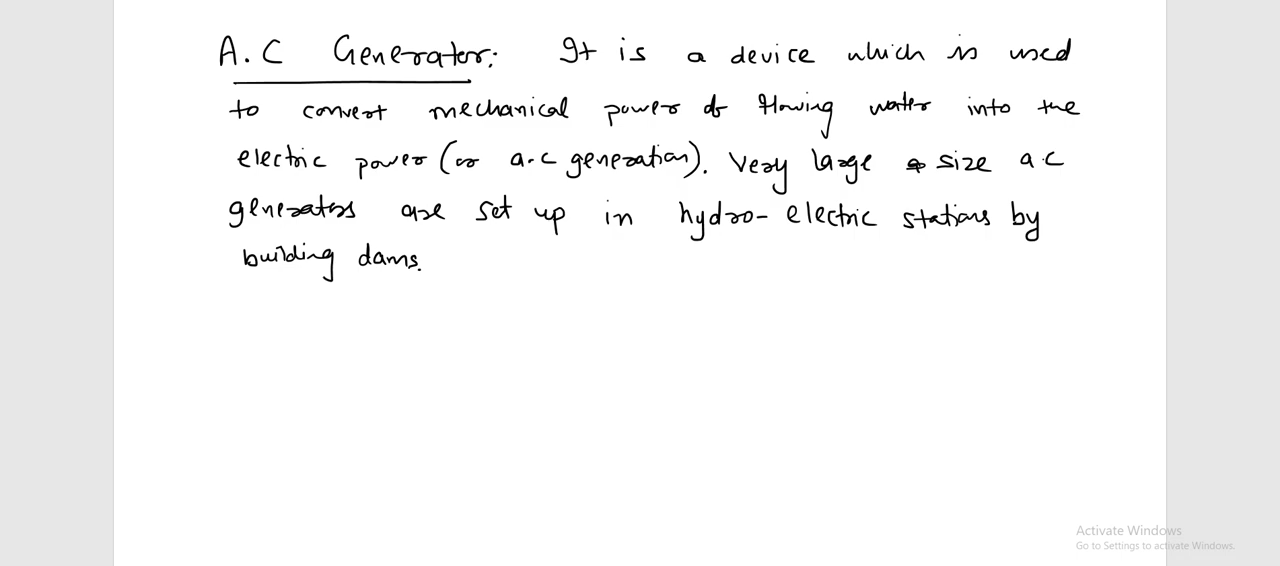 A.C Generator: It is a device which is used
to convert mechanical power of flowing water into the
electric power (or a.c generation). Very large size a.c
generators are set up in hydro-electric stations by
building dams.
Activate Windows
Go to Settings to activate Windows.